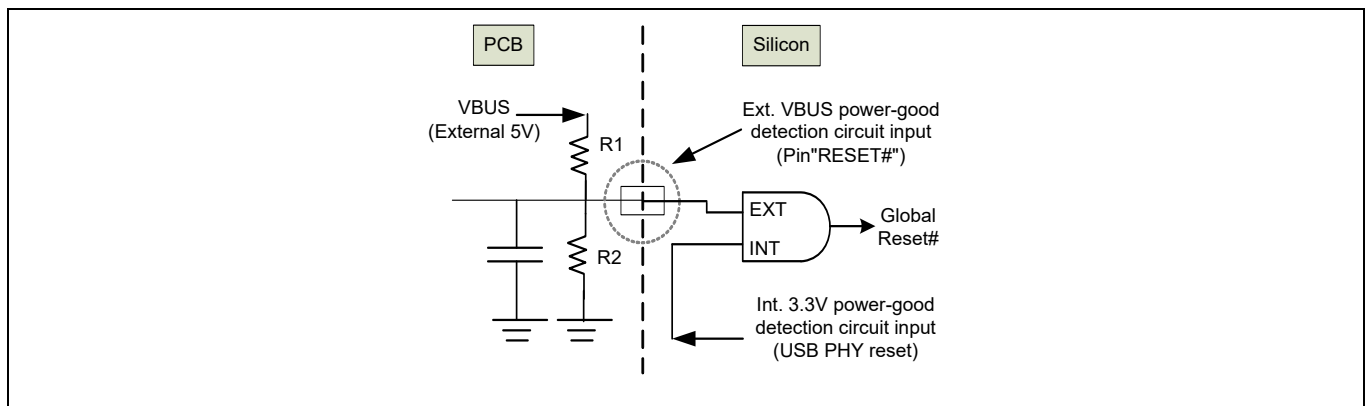 PCB
Silicon
VBUS
(External 5V)
R1
Ext. VBUS power-good
detection circuit input
(Pin"RESET#")
EXT
INT
Global
Reset#
R2
Int. 3.3V power-good
detection circuit input
(USB PHY reset)